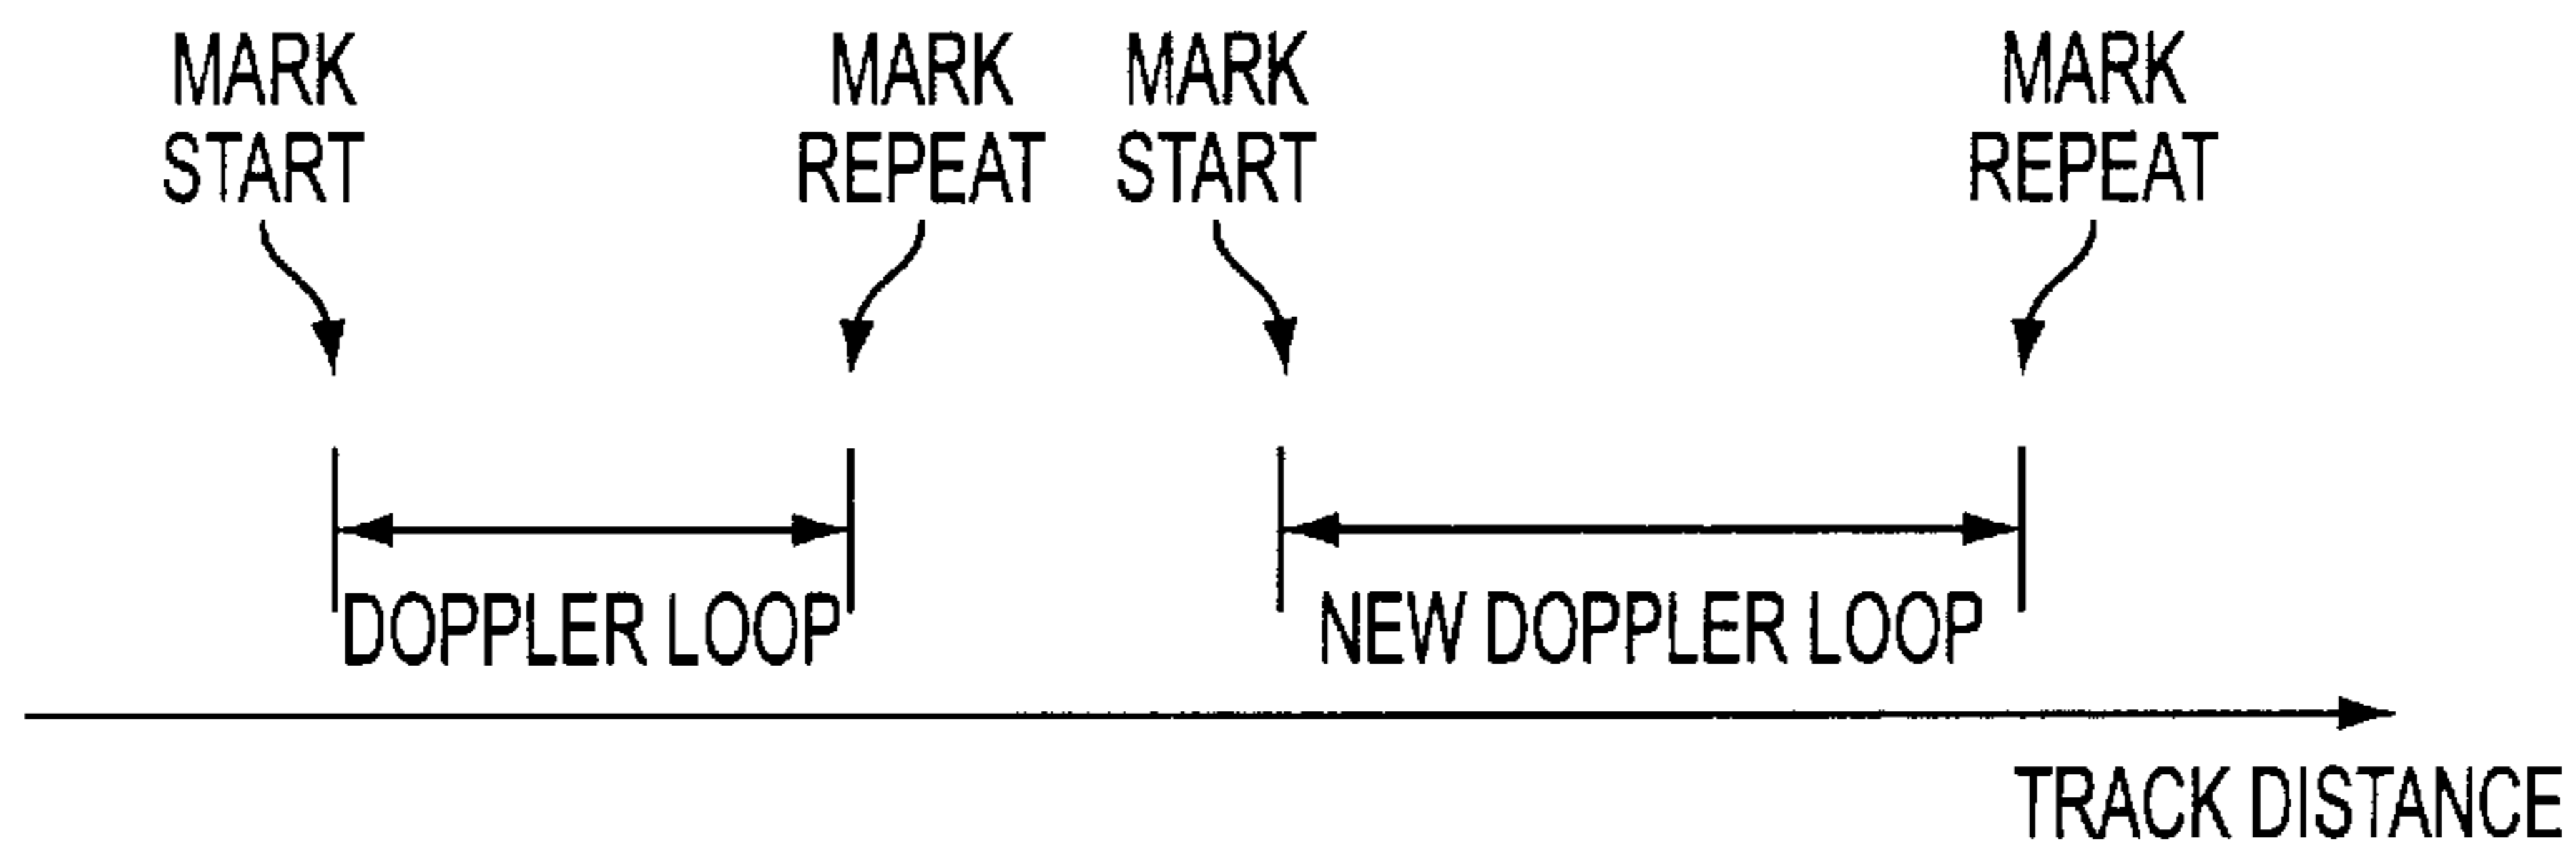 MARK
START
MARK
REPEAT
MARK
START
MARK
REPEAT
DOPPLER LOOP
NEW DOPPLER LOOP
TRACK DISTANCE